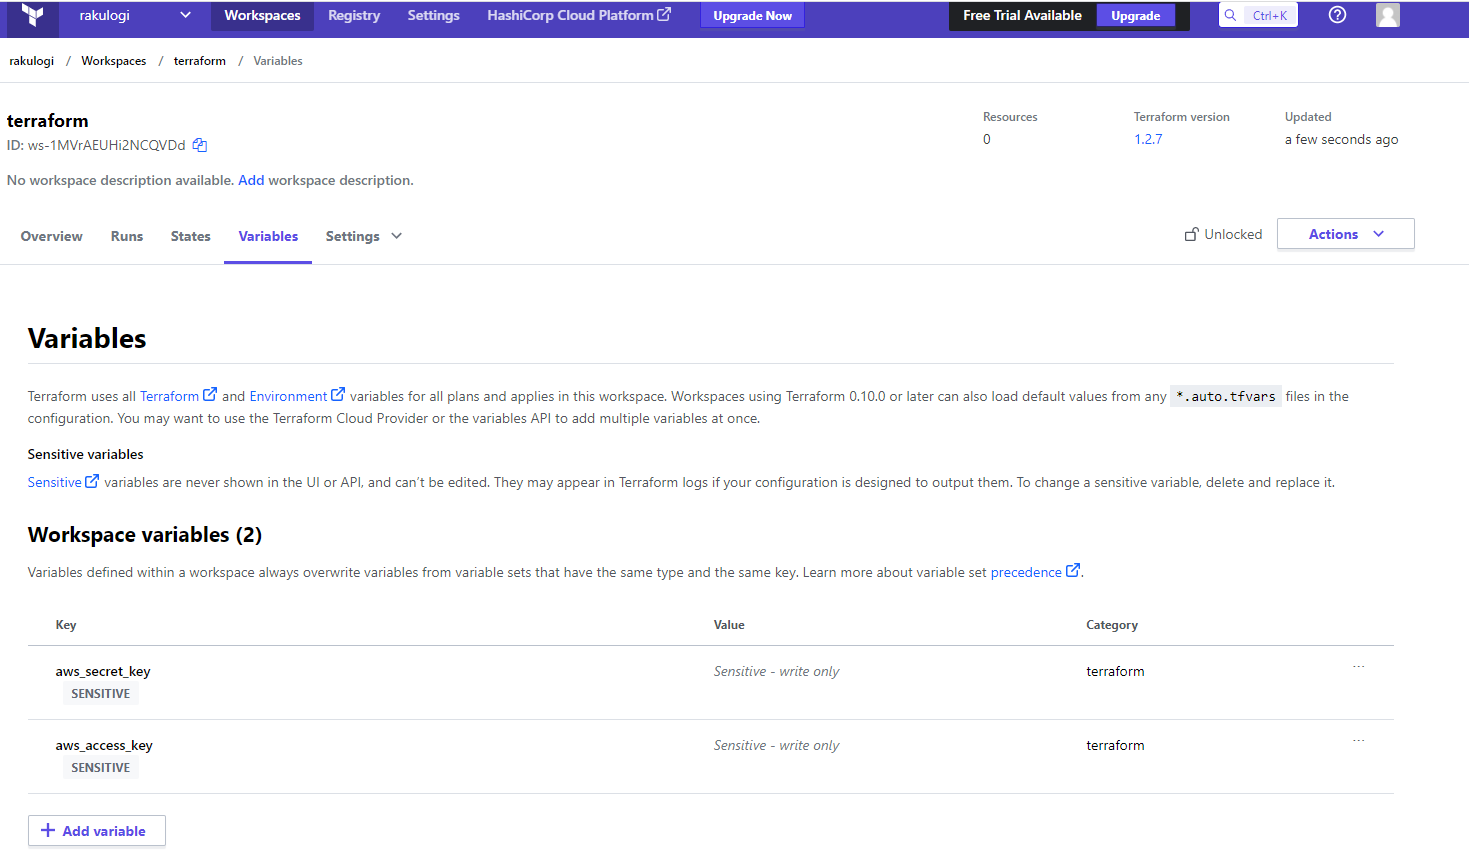 rakulogi Workspaces Registry Settings HashiCorp Cloud Platform Upgrade Now Free Trial Available Upgrade Ctrl+K
rakulogi / Workspaces / terraform / Variables
terraform
ID: ws-1MVrAEUHi2NCQVDd
Resources Terraform version Updated
0 1.2.7 a few seconds ago
No workspace description available. Add workspace description.
Overview Runs States Variables Settings Unlocked Actions
Variables
Terraform uses all Terraform and Environment variables for all plans and applies in this workspace. Workspaces using Terraform 0.10.0 or later can also load default values from any *.auto.tfvars files in the
configuration. You may want to use the Terraform Cloud Provider or the variables API to add multiple variables at once.
Sensitive variables
Sensitive variables are never shown in the UI or API, and can’t be edited. They may appear in Terraform logs if your configuration is designed to output them. To change a sensitive variable, delete and replace it.
Workspace variables (2)
Variables defined within a workspace always overwrite variables from variable sets that have the same type and the same key. Learn more about variable set precedence.
Key Value Category
aws_secret_key Sensitive - write only terraform ...
SENSITIVE
aws_access_key Sensitive - write only terraform ...
SENSITIVE
+ Add variable